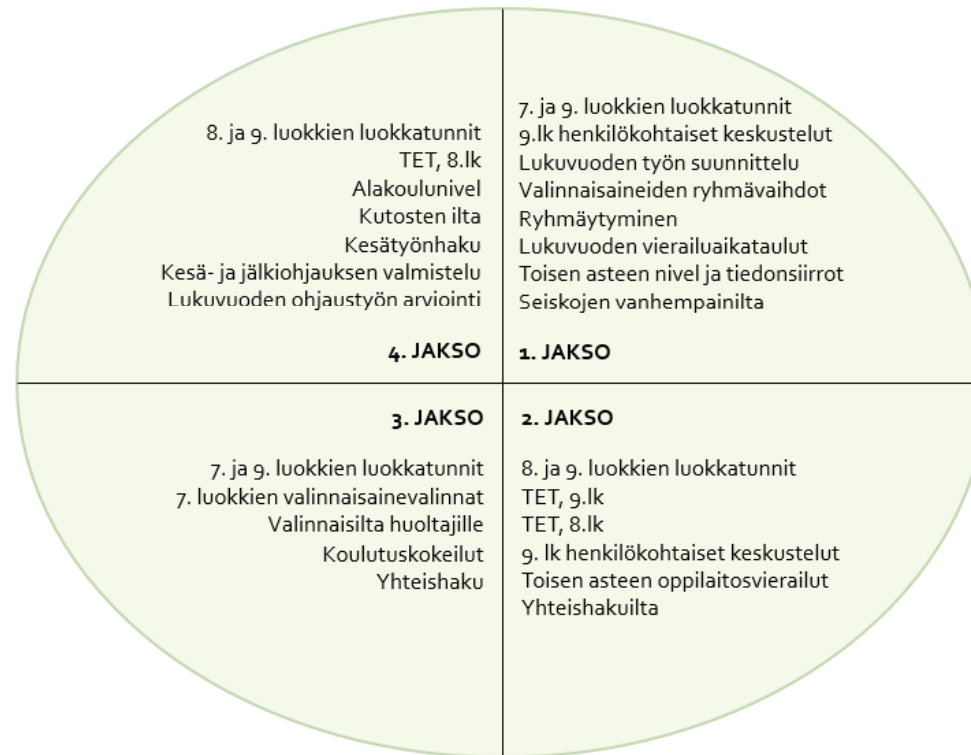 8. ja 9. luokkien luokkatunnit
TET, 8.lk
Alakoulunivel
Kutosten ilta
Kesätyönhaku
Kesä- ja jälkiohjauksen valmistelu
Lukuvuoden ohjaustyön arviointi
4. JAKSO
7. ja 9. luokkien luokkatunnit
9.lk henkilökohtaiset keskustelut
Lukuvuoden työn suunnittelu
Valinnaisaineiden ryhmävaihdot
Ryhmäytyminen
Lukuvuoden vierailuaikataulut
Toisen asteen nivel ja tiedonsiirrot
Seiskojen vanhempainilta
1. JAKSO
3. JAKSO
7. ja 9. luokkien luokkatunnit
7. luokkien valinnaisainevalinnat
Valinnaisilta huoltajille
Koulutuskokeilut
Yhteishaku
2. JAKSO
8. ja 9. luokkien luokkatunnit
TET, 9.lk
TET, 8.lk
9. lk henkilökohtaiset keskustelut
Toisen asteen oppilaitosvierailut
Yhteishakuilta